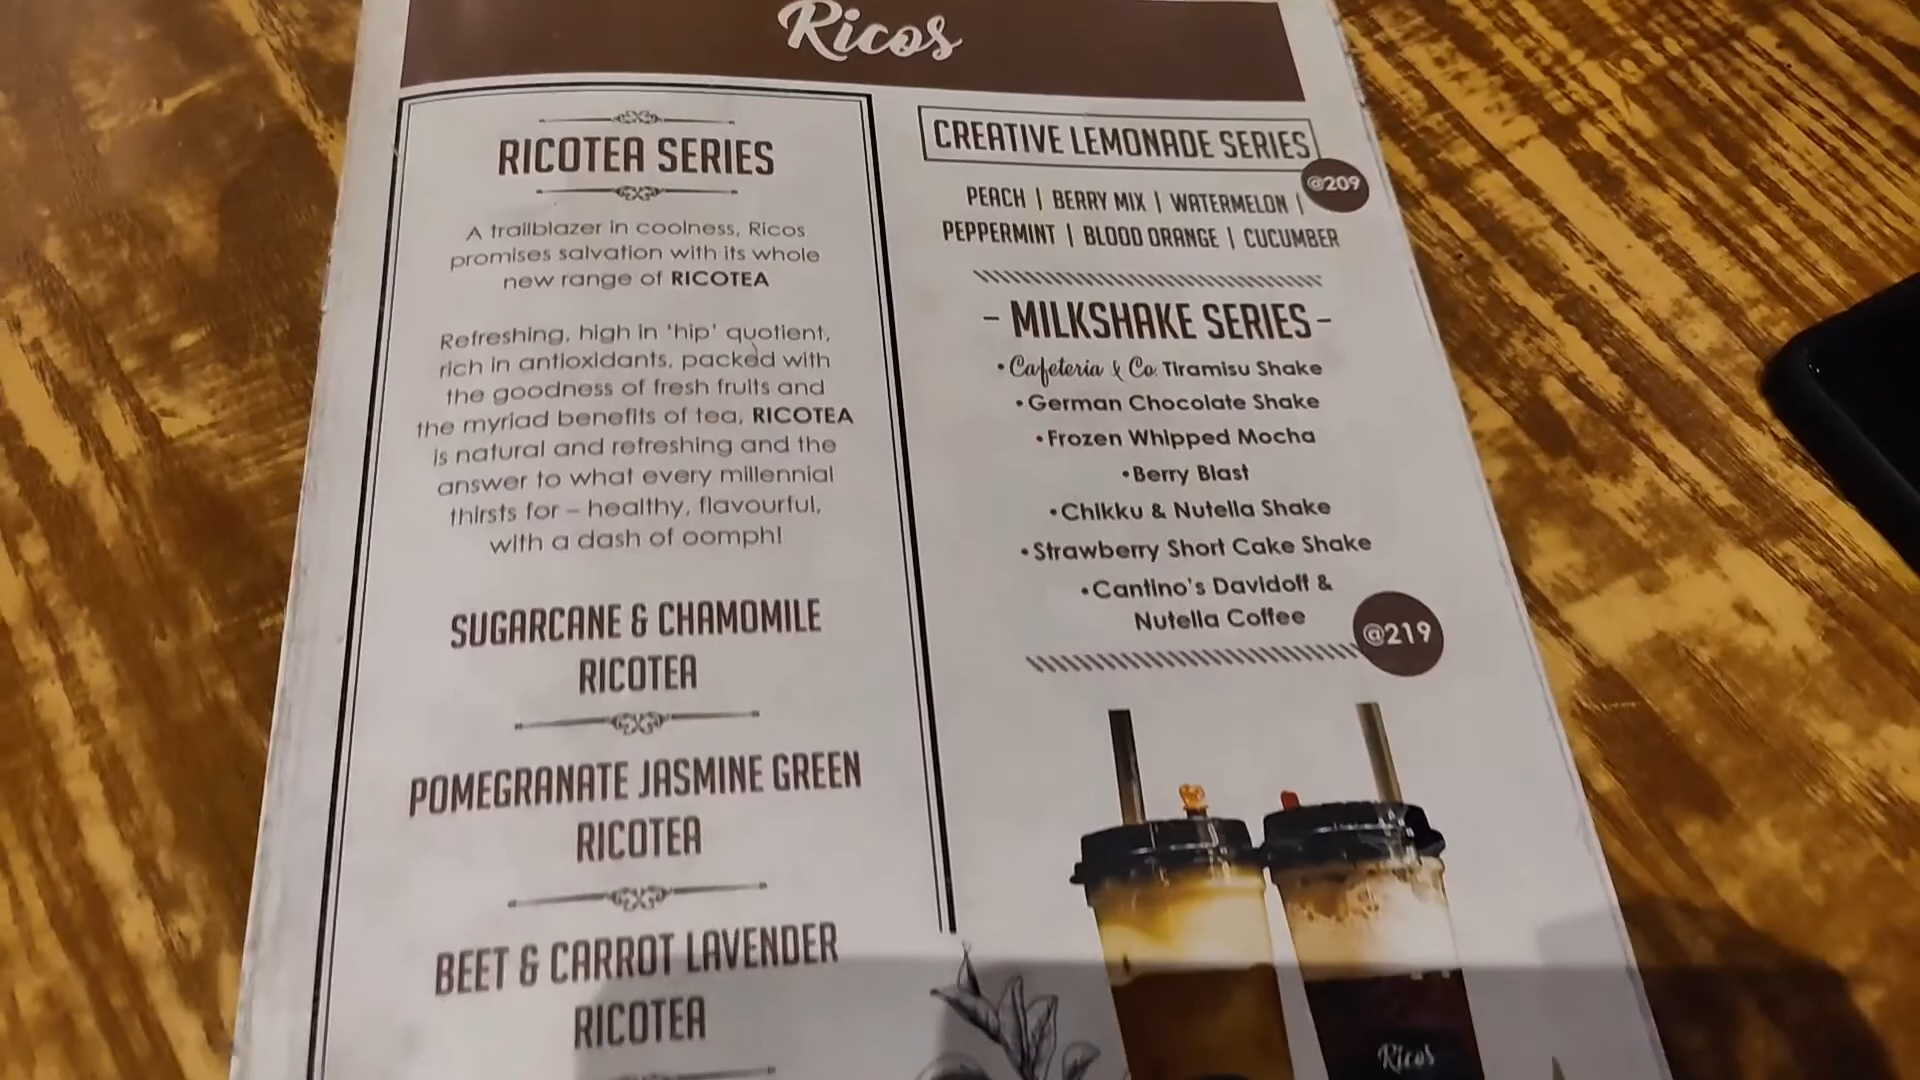 Ricos
RICOTEA SERIES
A trailblazer in coolness, Ricos
promises salvation with its whole
new range of RICOTEA
Refreshing, high in 'hip' quotient,
rich in antioxidants, packed with
the goodness of fresh fruits and
the myriad benefits of tea, RICOTEA
is natural and refreshing and the
answer to what every millennial
thirsts for – healthy, flavourful,
with a dash of oomph!
SUGARCANE & CHAMOMILE
RICOTEA
POMEGRANATE JASMINE GREEN
RICOTEA
BEET & CARROT LAVENDER
RICOTEA
CREATIVE LEMONADE SERIES
@209
PEACH | BERRY MIX | WATERMELON |
PEPPERMINT | BLOOD ORANGE | CUCUMBER
- MILKSHAKE SERIES -
• Cafeteria & Co. Tiramisu Shake
• German Chocolate Shake
• Frozen Whipped Mocha
• Berry Blast
• Chikku & Nutella Shake
• Strawberry Short Cake Shake
• Cantino's Davidoff &
Nutella Coffee
@219
Ricos